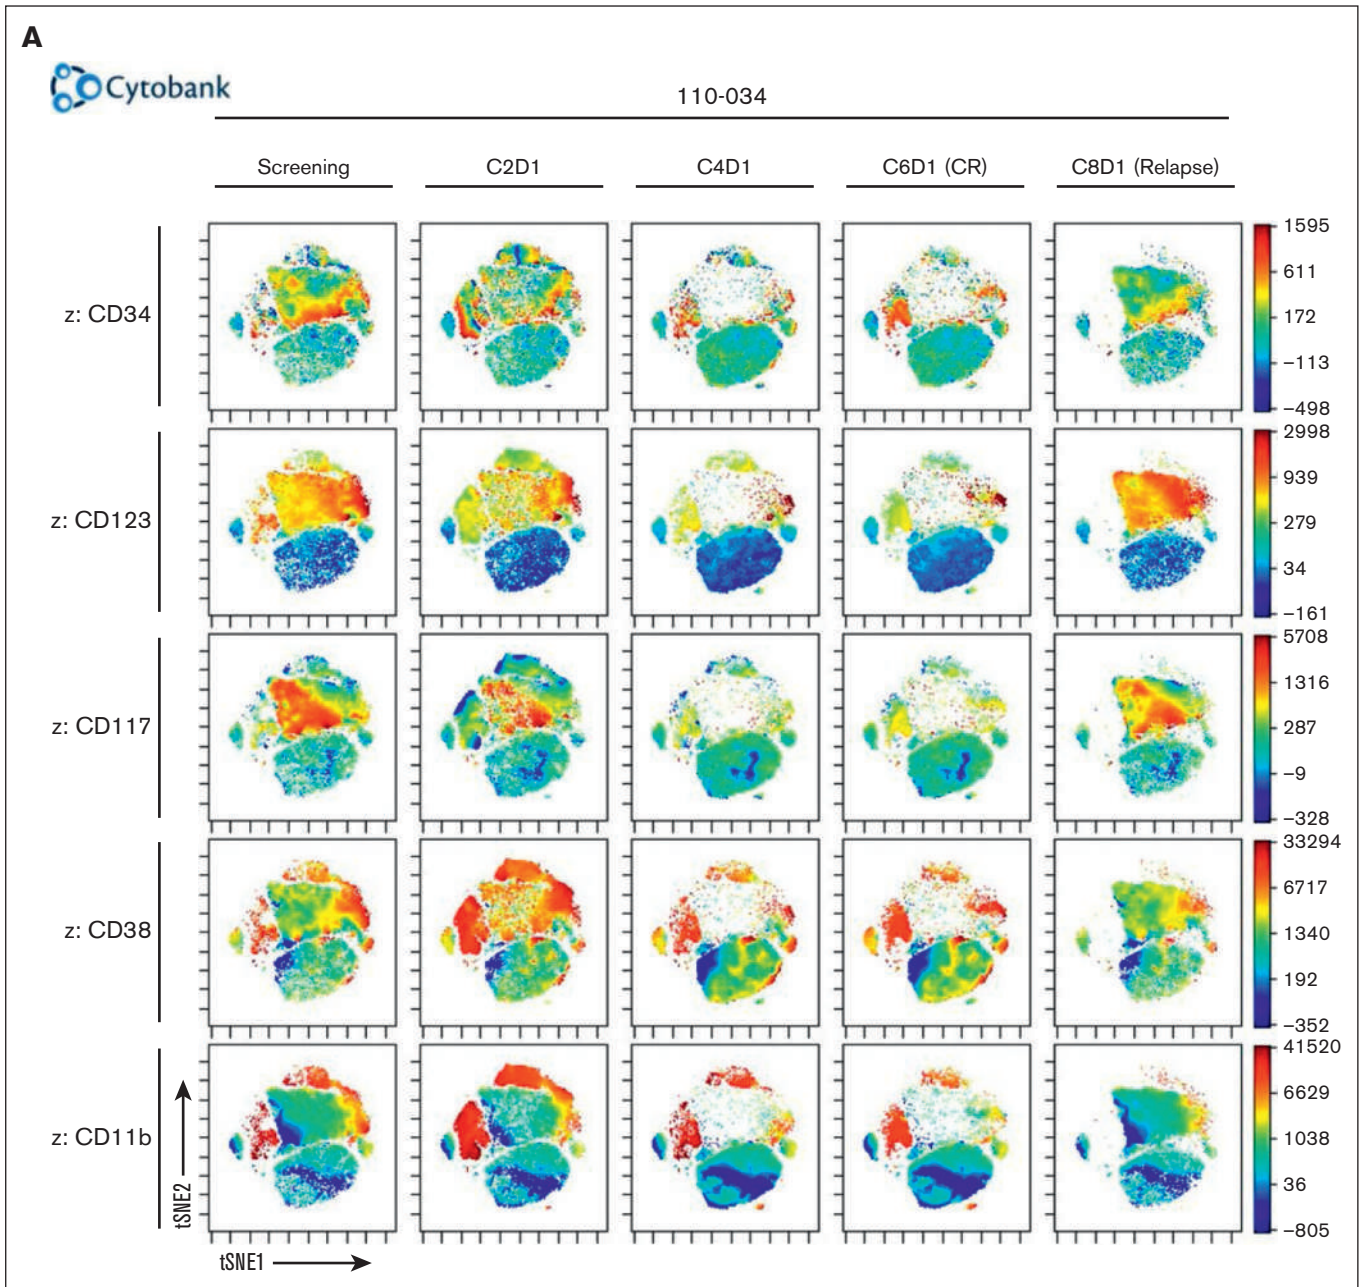 A
Cytobank
110-034
Screening C2D1 C4D1 C6D1 (CR) C8D1 (Relapse)
z: CD34
1595
611
172
−113
−498
z: CD123
2998
939
279
34
−161
z: CD117
5708
1316
287
−9
−328
z: CD38
33294
6717
1340
192
−352
z: CD11b
41520
6629
1038
36
−805
tSNE2
tSNE1